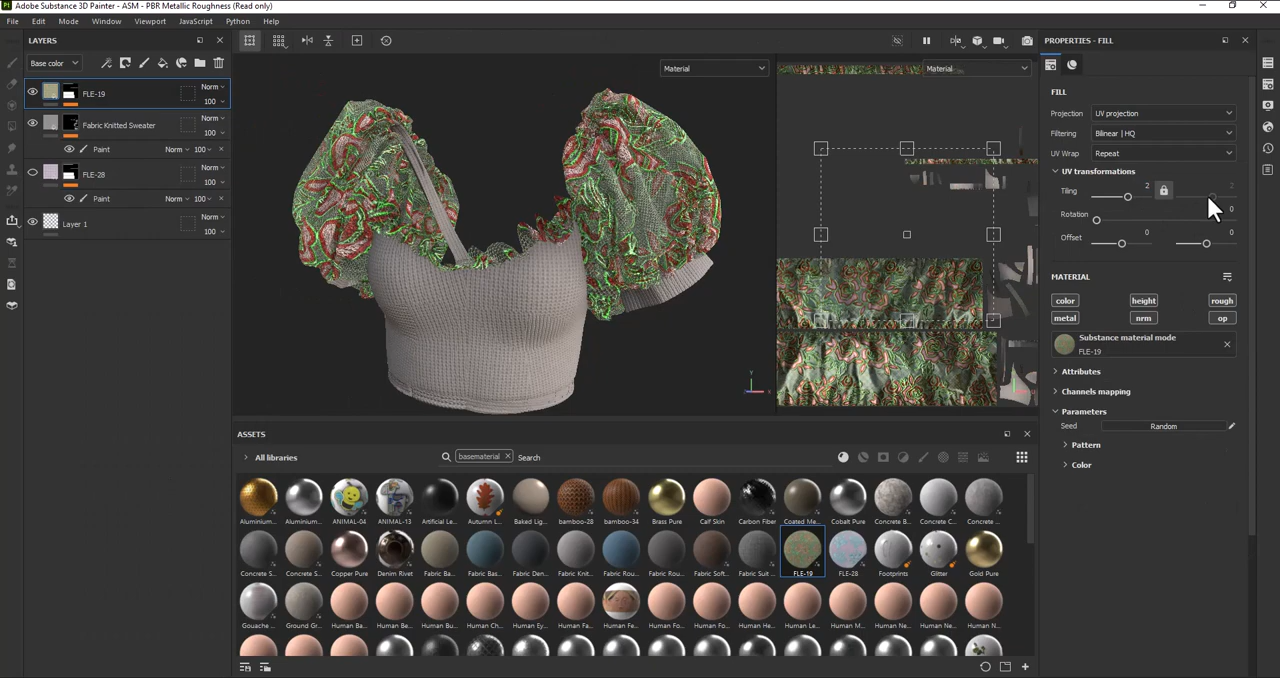 Pt Adobe Substance 3D Painter - ASM - PBR Metallic Roughness (Read only)
File Edit Mode Window Viewport JavaScript Python Help
LAYERS
Base color
FLE-19
Norm
100
Fabric Knitted Sweater
Norm
100
Paint Norm 100
FLE-28
Norm
100
Paint Norm 100
Layer 1
Norm
100
Material
Material
Y
PROPERTIES - FILL
FILL
Projection UV projection
Filtering Bilinear | HQ
UV Wrap Repeat
UV transformations
Tiling 2 2
Rotation 0
Offset 0 0
MATERIAL
color height rough
metal nrm op
Substance material mode
FLE-19
Attributes
Channels mapping
Parameters
Seed Random
Pattern
Color
ASSETS
All libraries basematerial Search
Aluminium... Aluminium... ANIMAL-04 ANIMAL-13 Artificial Le... Autumn L... Baked Lig... bamboo-28 bamboo-34 Brass Pure Calf Skin Carbon Fiber Coated Me... Cobalt Pure Concrete B... Concrete C... Concrete ...
Concrete S... Concrete S... Copper Pure Denim Rivet Fabric Ba... Fabric Bas... Fabric Den... Fabric Knit... Fabric Rou... Fabric Rou... Fabric Soft... Fabric Suit ... FLE-19 FLE-28 Footprints Glitter Gold Pure
Gouache ... Ground Gr... Human Ba... Human Be... Human Bu... Human Ch... Human Ey... Human Fa... Human Fe... Human Fo... Human Fo... Human He... Human Le... Human Ne... Human Ne... Human Ne... Human N...